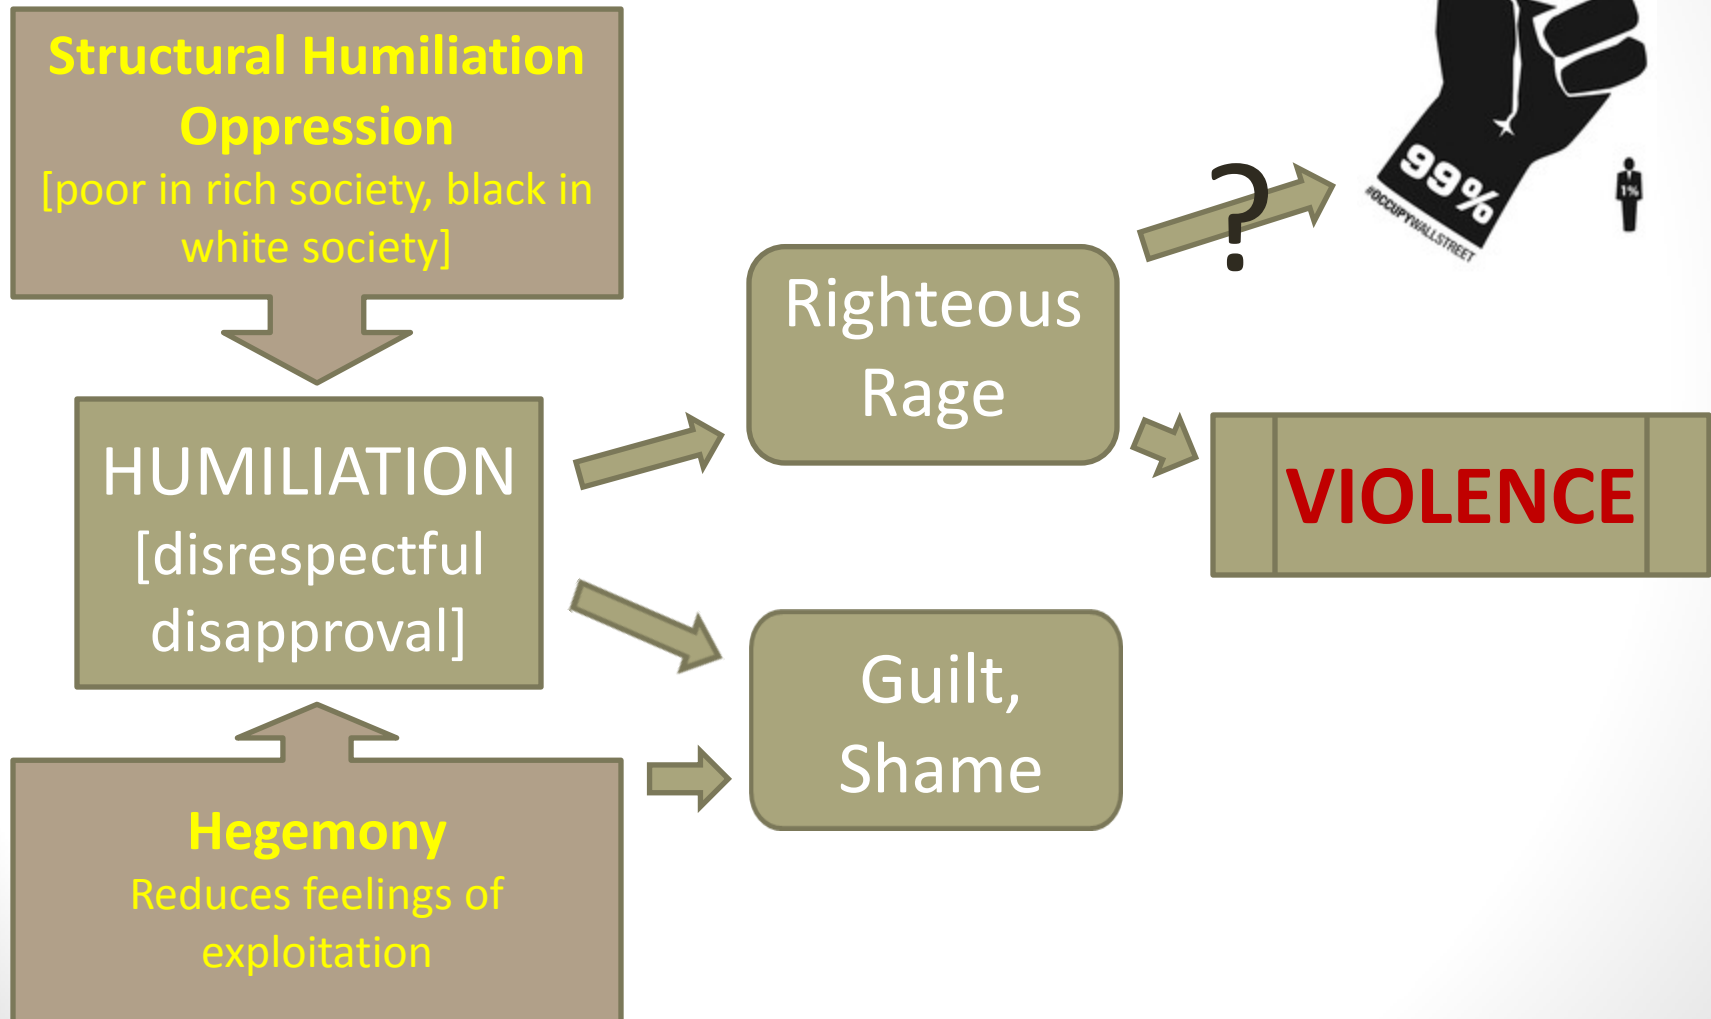 Structural Humiliation
Oppression
[poor in rich society, black in
white society]
HUMILIATION
[disrespectful
disapproval]
Hegemony
Reduces feelings of
exploitation
Righteous
Rage
Guilt,
Shame
?
99%
#OCCUPYWALLSTREET
1%
VIOLENCE